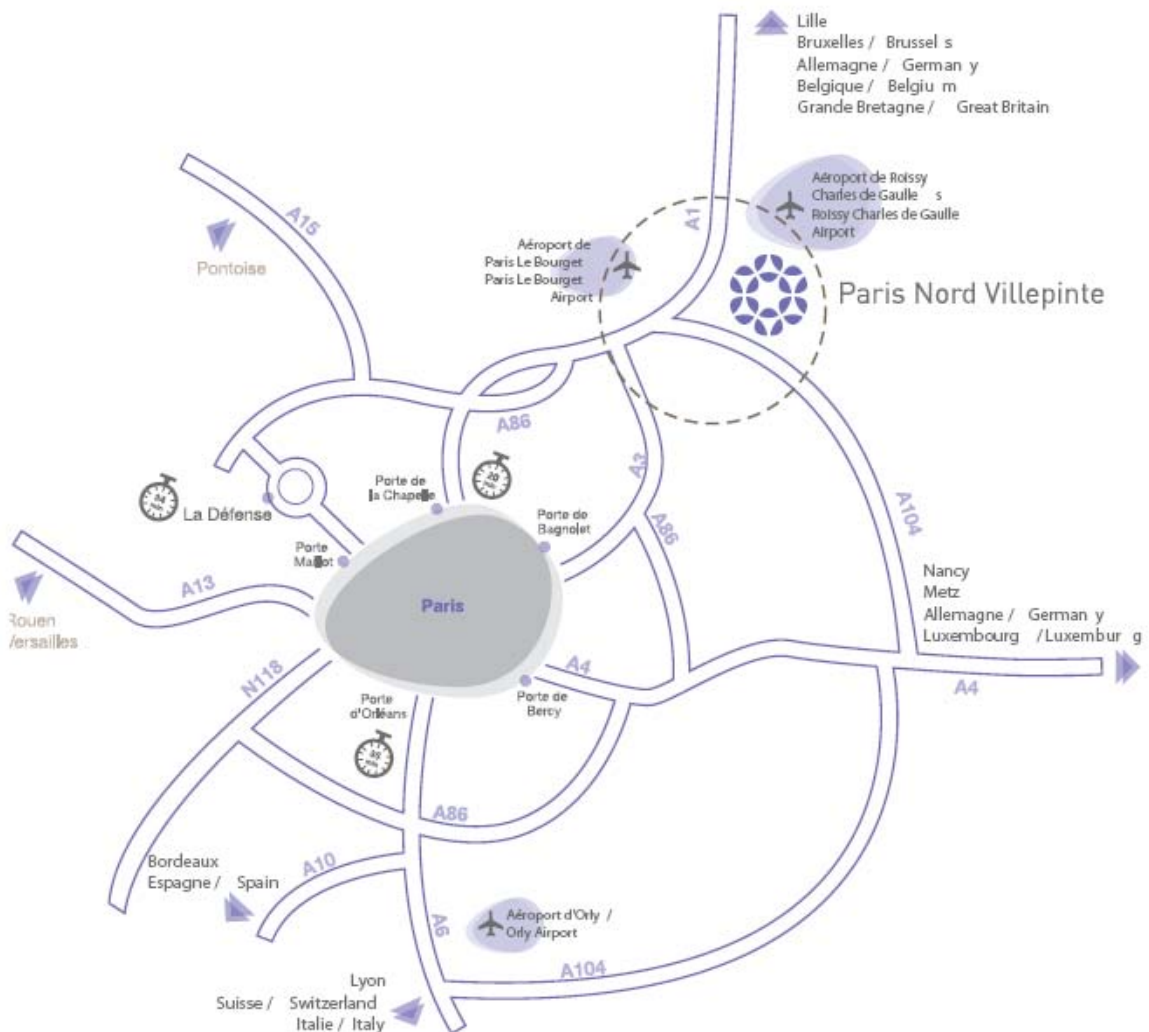 Lille
Bruxelles / Brussel s
Allemagne / German y
Belgique / Belgiu m
Grande Bretagne / Great Britain
Aéroport de Roissy
Charles de Gaulle s
Roissy Charles de Gaulle
Airport
A15
A1
Pontoise
Aéroport de
Paris Le Bourget
Paris Le Bourget
Airport
Paris Nord Villepinte
A86
A3
La Défense
Porte de
la Chapelle
20
Porte de
Bagnolet
A86
A104
Porte
Maillot
A13
Rouen
Versailles
Paris
Nancy
Metz
Allemagne / German y
Luxembourg /Luxembur g
A4
A4
N118
Porte
d'Orléans
Porte de
Bercy
A86
Bordeaux
Espagne / Spain
A10
A6
Aéroport d'Orly /
Orly Airport
A104
Lyon
Suisse / Switzerland
Italie / Italy